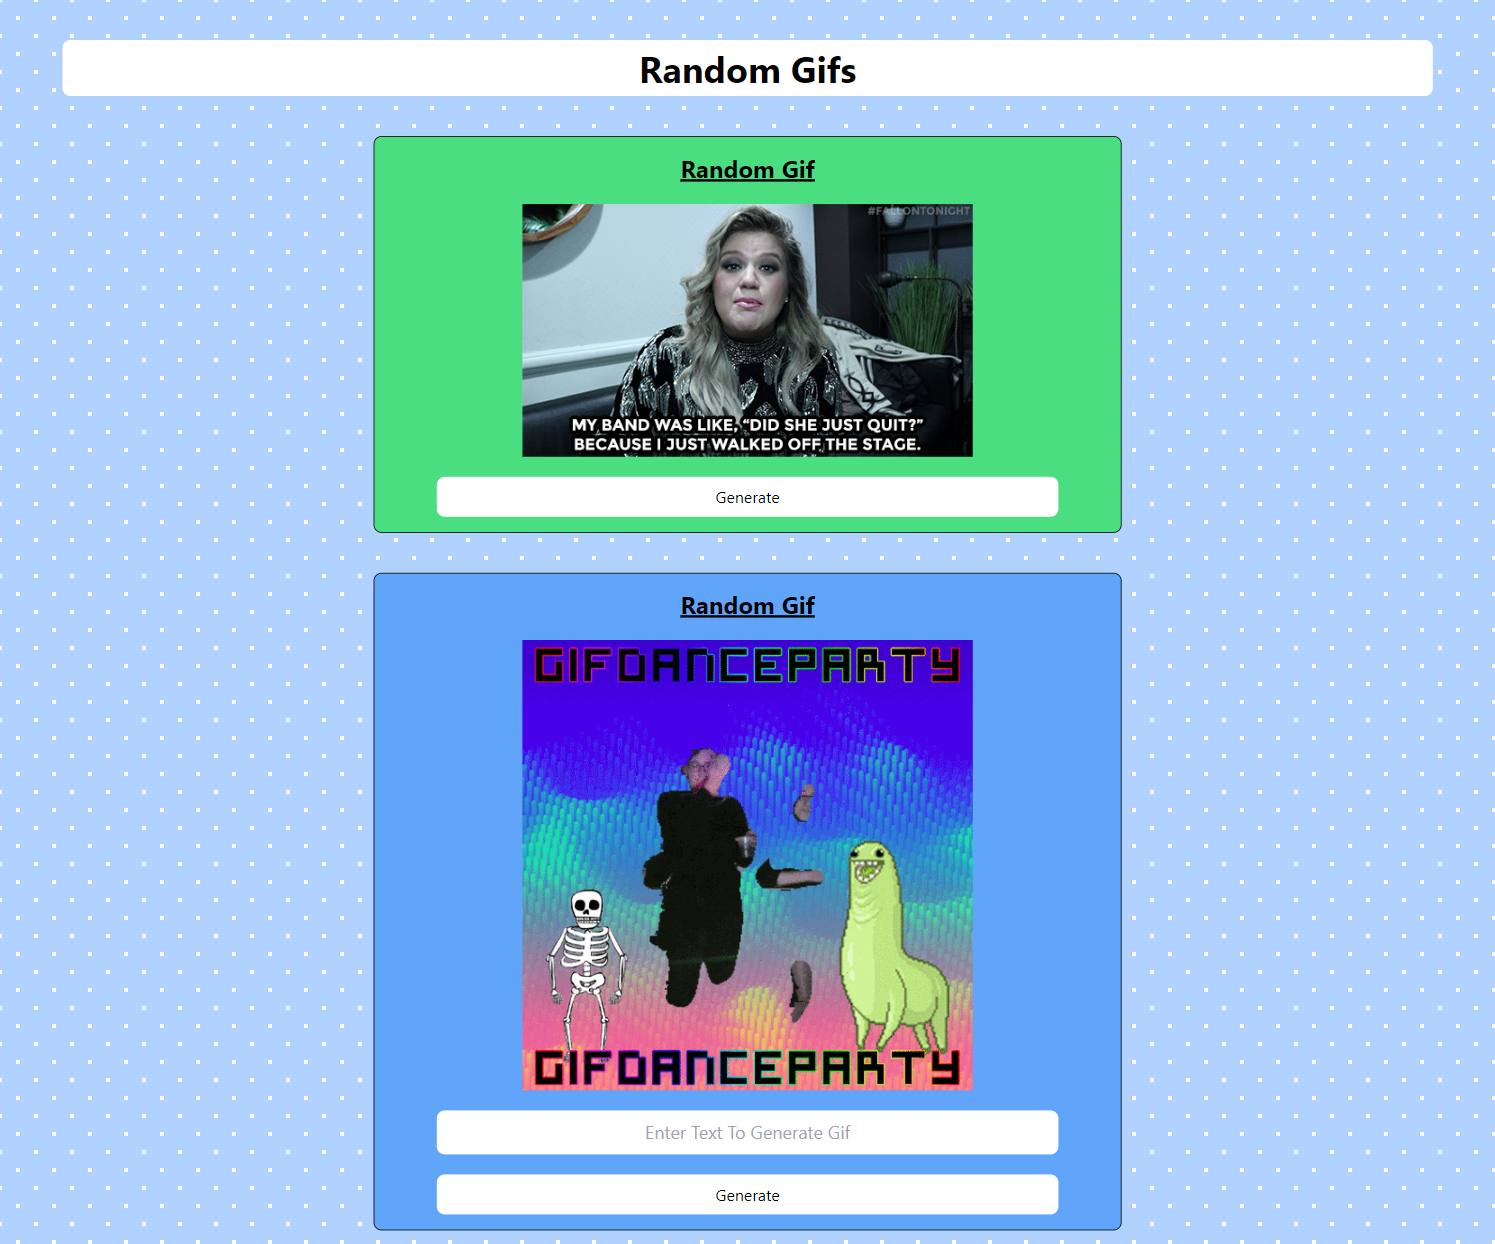 Random Gifs
Random Gif
#FALLONTONIGHT
MY BAND WAS LIKE, “DID SHE JUST QUIT?”
BECAUSE I JUST WALKED OFF THE STAGE.
Generate
Random Gif
GIFDANCEPARTY
GIFDANCEPARTY
Enter Text To Generate Gif
Generate